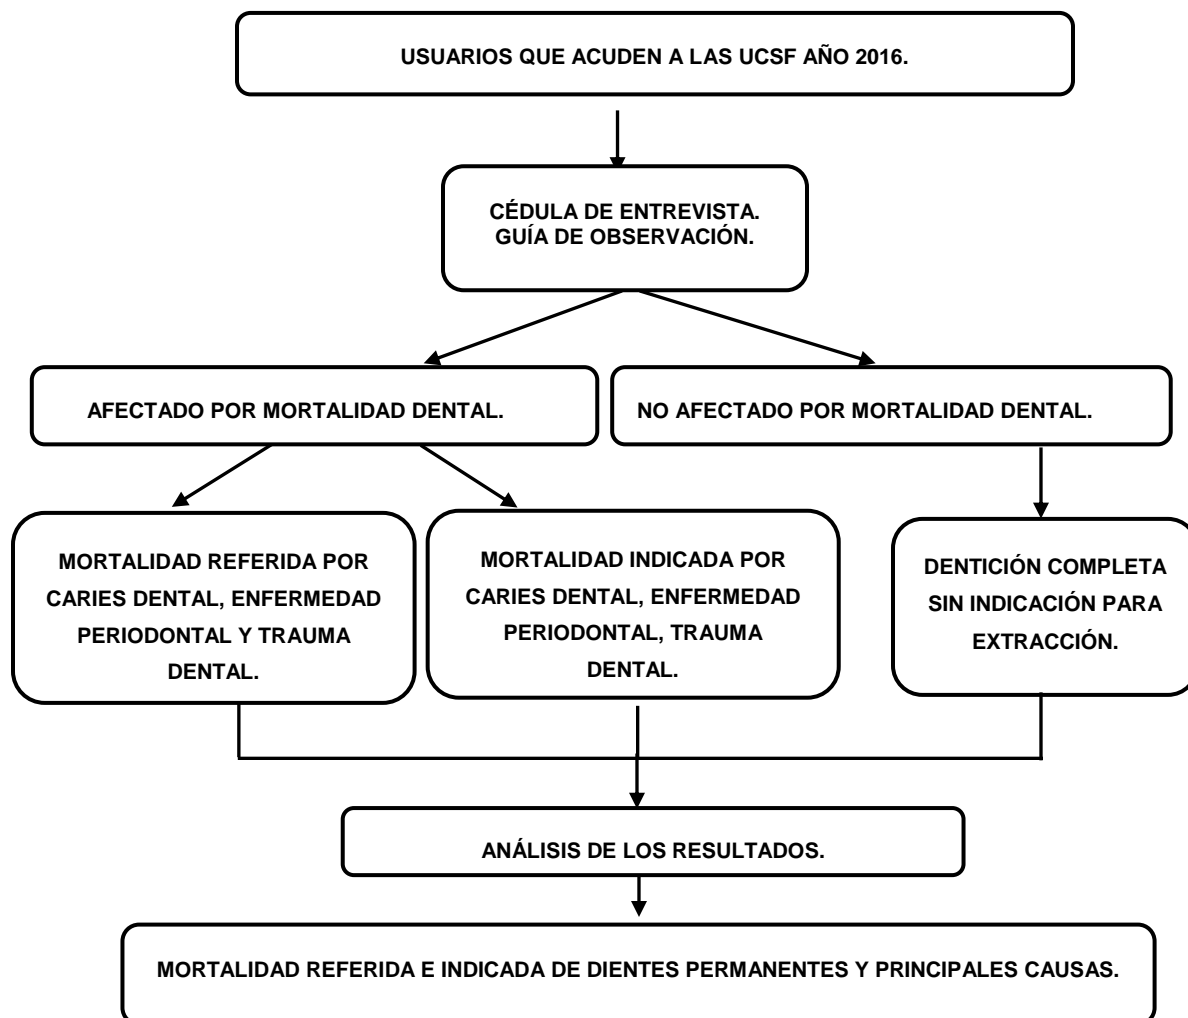 USUARIOS QUE ACUDEN A LAS UCSF AÑO 2016.
CÉDULA DE ENTREVISTA.
GUÍA DE OBSERVACIÓN.
AFECTADO POR MORTALIDAD DENTAL.
NO AFECTADO POR MORTALIDAD DENTAL.
MORTALIDAD REFERIDA POR
CARIES DENTAL, ENFERMEDAD
PERIODONTAL Y TRAUMA
DENTAL.
MORTALIDAD INDICADA POR
CARIES DENTAL, ENFERMEDAD
PERIODONTAL, TRAUMA
DENTAL.
DENTICIÓN COMPLETA
SIN INDICACIÓN PARA
EXTRACCIÓN.
ANÁLISIS DE LOS RESULTADOS.
MORTALIDAD REFERIDA E INDICADA DE DIENTES PERMANENTES Y PRINCIPALES CAUSAS.